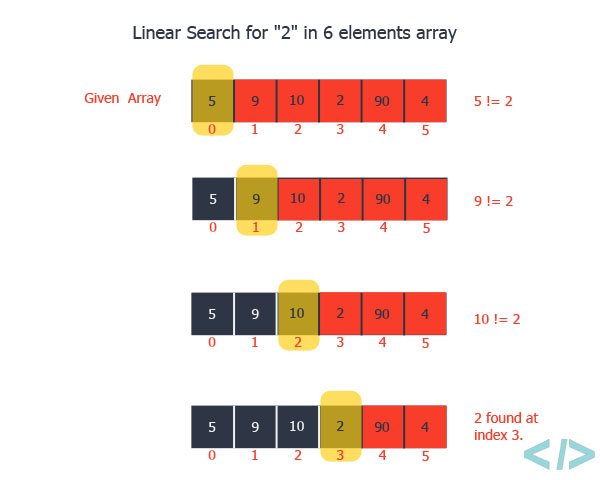 Linear Search for "2" in 6 elements array
Given Array
5 9 10 2 90 4
5 != 2
0 1 2 3 4 5
5 9 10 2 90 4
9 != 2
0 1 2 3 4 5
5 9 10 2 90 4
10 != 2
0 1 2 3 4 5
5 9 10 2 90 4
2 found at
index 3.
0 1 2 3 4 5
</>